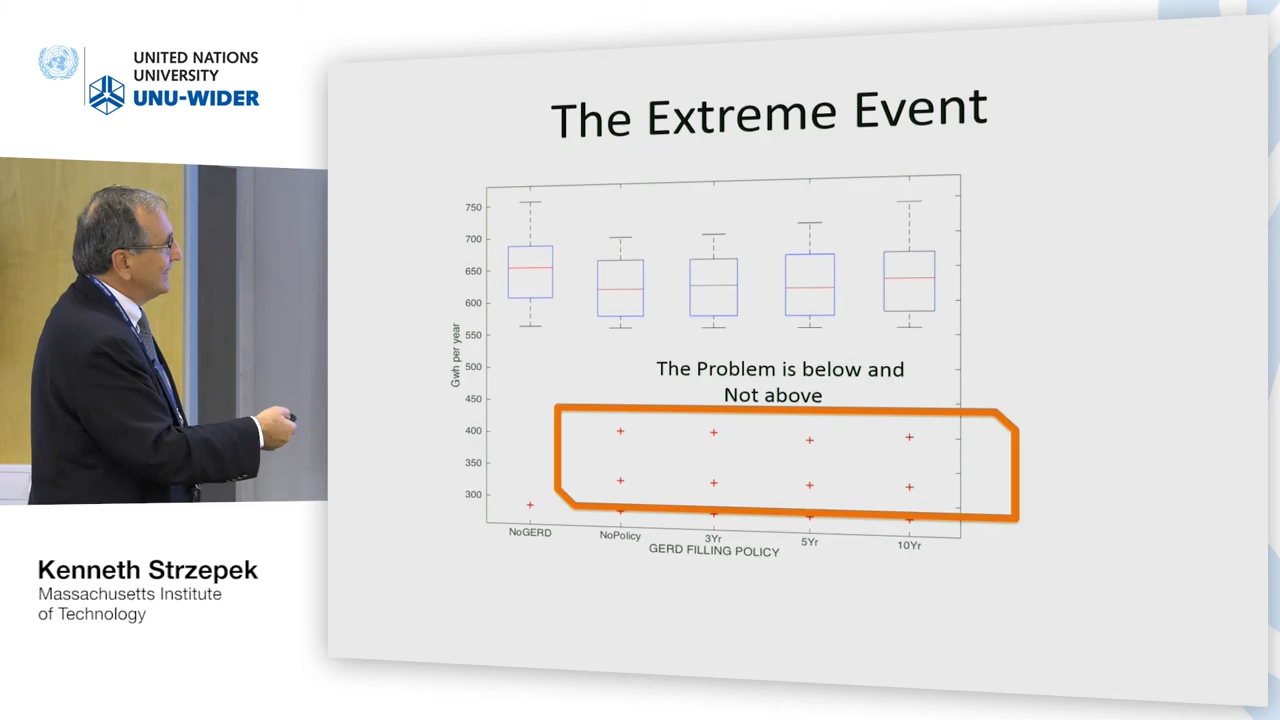 UNITED NATIONS
UNIVERSITY
UNU-WIDER
The Extreme Event
750
700
650
600
550
500
450
400
350
300
Gwh per year
The Problem is below and
Not above
NoGERD
NoPolicy
3Yr
5Yr
10Yr
GERD FILLING POLICY
Kenneth Strzepek
Massachusetts Institute
of Technology